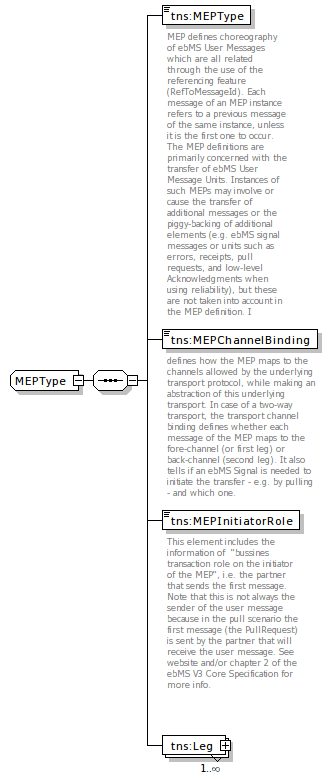 tns:MEPType
MEP defines choreography
of ebMS User Messages
which are all related
through the use of the
referencing feature
(RefToMessageId). Each
message of an MEP instance
refers to a previous message
of the same instance, unless
it is the first one to occur.
The MEP definitions are
primarily concerned with the
transfer of ebMS User
Message Units. Instances of
such MEPs may involve or
cause the transfer of
additional messages or the
piggy-backing of additional
elements (e.g. ebMS signal
messages or units such as
errors, receipts, pull
requests, and low-level
Acknowledgments when
using reliability), but these
are not taken into account in
the MEP definition. I
tns:MEPChannelBinding
defines how the MEP maps to the
channels allowed by the underlying
transport protocol, while making an
abstraction of this underlying
transport. In case of a two-way
transport, the transport channel
binding defines whether each
message of the MEP maps to the
fore-channel (or first leg) or
back-channel (second leg). It also
tells if an ebMS Signal is needed to
initiate the transfer - e.g. by pulling
- and which one.
MEPType
tns:MEPInitiatorRole
This element includes the
information of "bussines
transaction role on the initiator
of the MEP", i.e. the partner
that sends the first message.
Note that this is not always the
sender of the user message
because in the pull scenario the
first message (the PullRequest)
is sent by the partner that will
receive the user message. See
website and/or chapter 2 of the
ebMS V3 Core Specification for
more info.
tns:Leg
1..∞